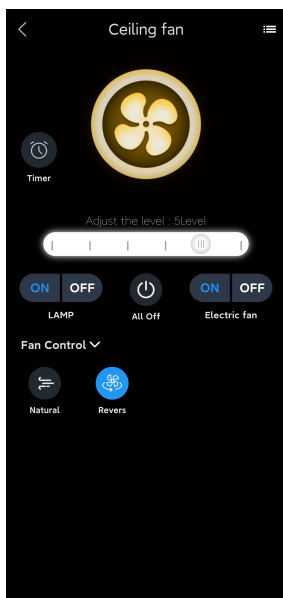 Ceiling fan
Timer
Adjust the level : 5Level
ON OFF
ON OFF
LAMP
All Off
Electric fan
Fan Control
Natural
Revers